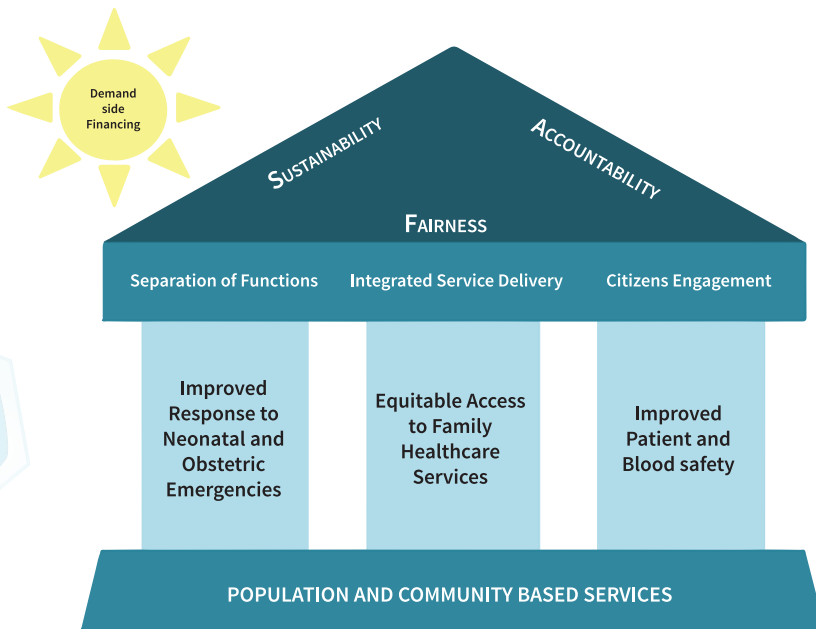 Demand
side
Financing
SUSTAINABILITY
ACCOUNTABILITY
FAIRNESS
Separation of Functions
Integrated Service Delivery
Citizens Engagement
Improved
Response to
Neonatal and
Obstetric
Emergencies
Equitable Access
to Family
Healthcare
Services
Improved
Patient and
Blood safety
POPULATION AND COMMUNITY BASED SERVICES